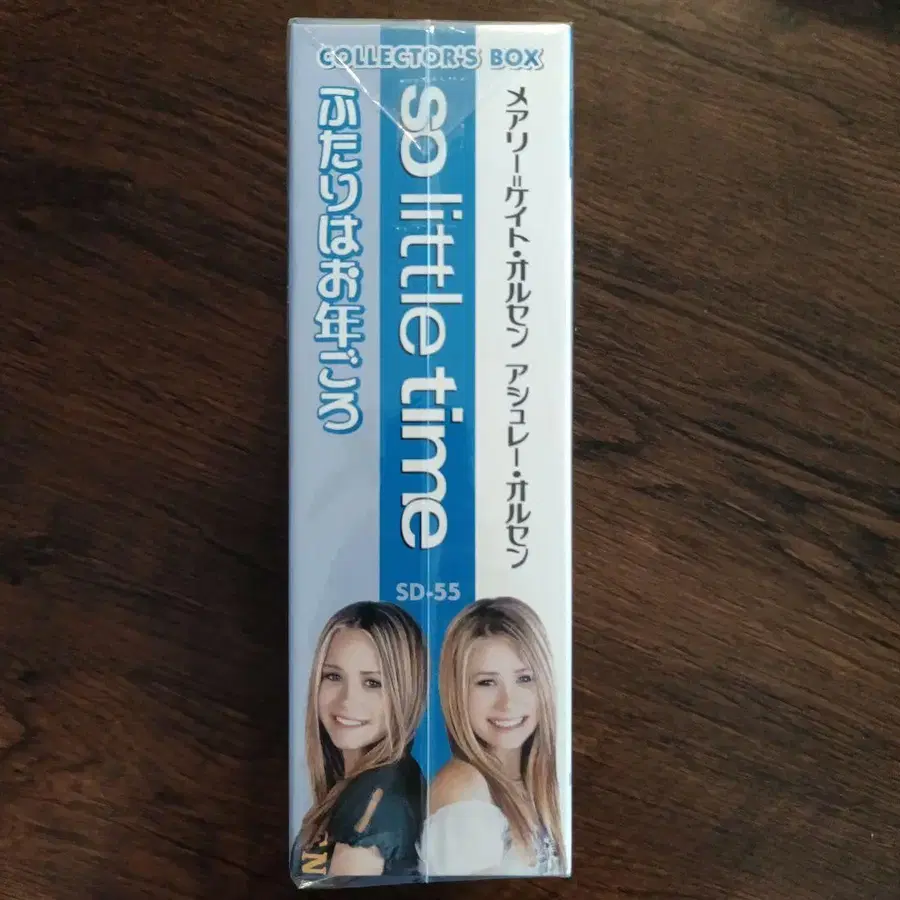 COLLECTOR'S BOX
メアリー=ケイト・オルセン アシュレー・オルセン
so little time
ふたりはお年ごろ
SD-55